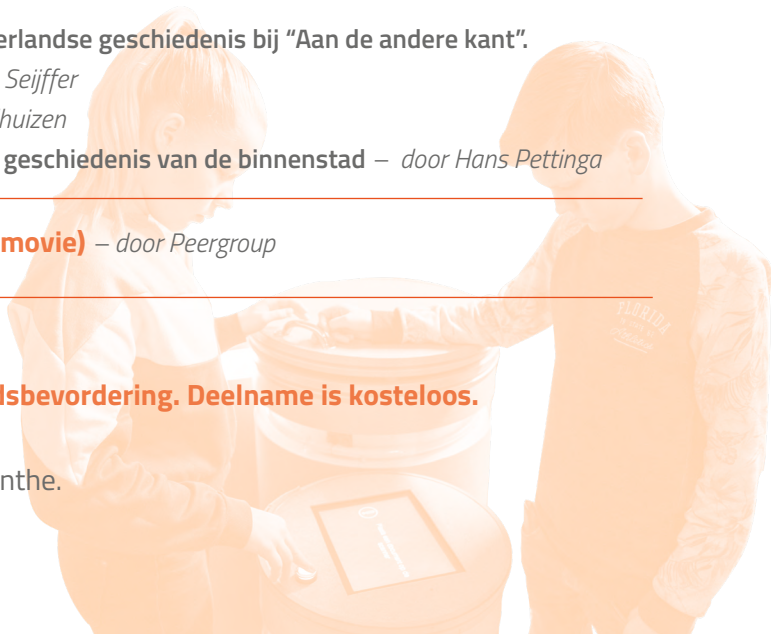 erlandse geschiedenis bij “Aan de andere kant”.
Seijffer
huizen
geschiedenis van de binnenstad – door Hans Pettinga
movie) – door Peergroup
lsbevordering. Deelname is kosteloos.
nthe.
FLORIDA